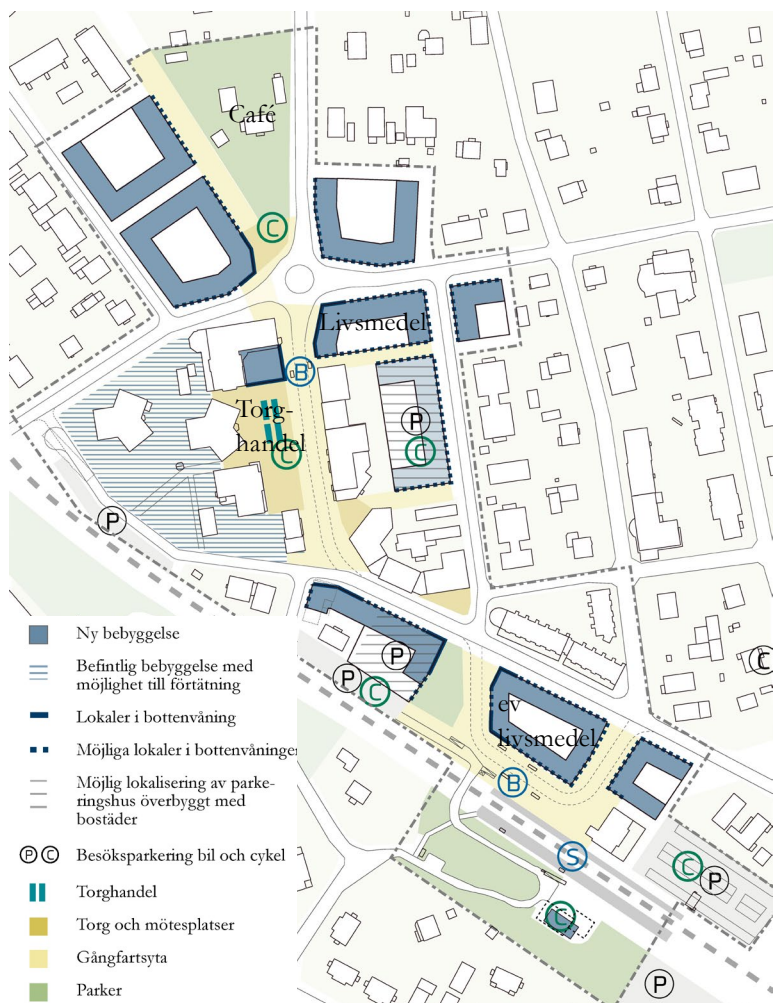 Café
C
Livsmedel
B
Torg-
handel
C
P
C
P
P
P
C
ev
livsmedel
B
S
C
C
P
C
P
Ny bebyggelse
Befintlig bebyggelse med
möjlighet till förtätning
Lokaler i bottenvåning
Möjliga lokaler i bottenvåninger
Möjlig lokalisering av parke-
ringshus överbyggt med
bostäder
P C Besöksparkering bil och cykel
Torghandel
Torg och mötesplatser
Gångfartsyta
Parker